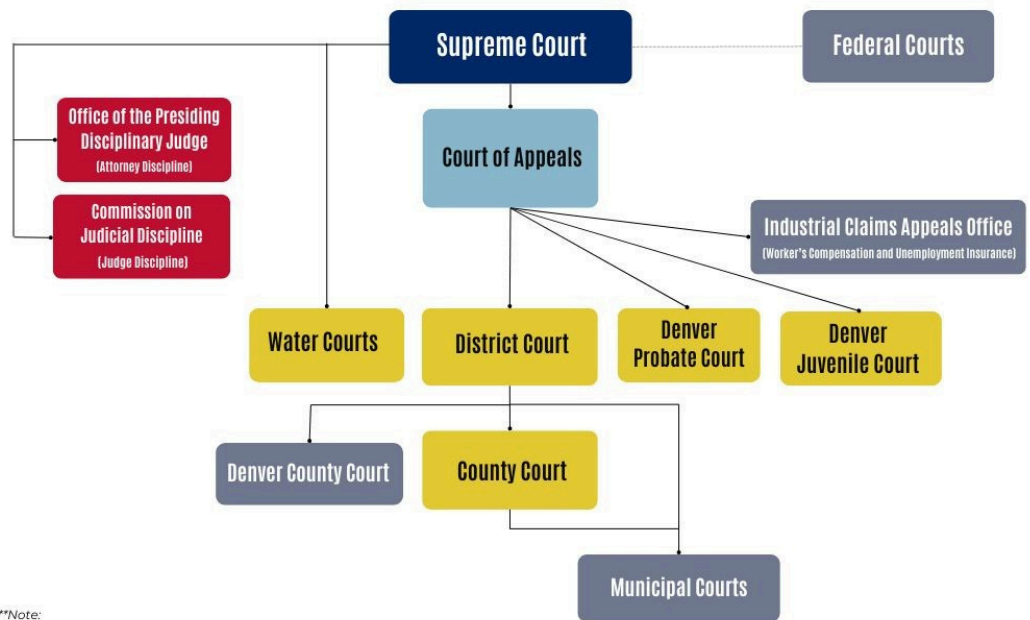 Supreme Court
Federal Courts
Office of the Presiding
Disciplinary Judge
(Attorney Discipline)
Court of Appeals
Commission on
Judicial Discipline
(Judge Discipline)
Industrial Claims Appeals Office
(Worker's Compensation and Unemployment Insurance)
Water Courts
District Court
Denver
Probate Court
Denver
Juvenile Court
Denver County Court
County Court
Municipal Courts
**Note: